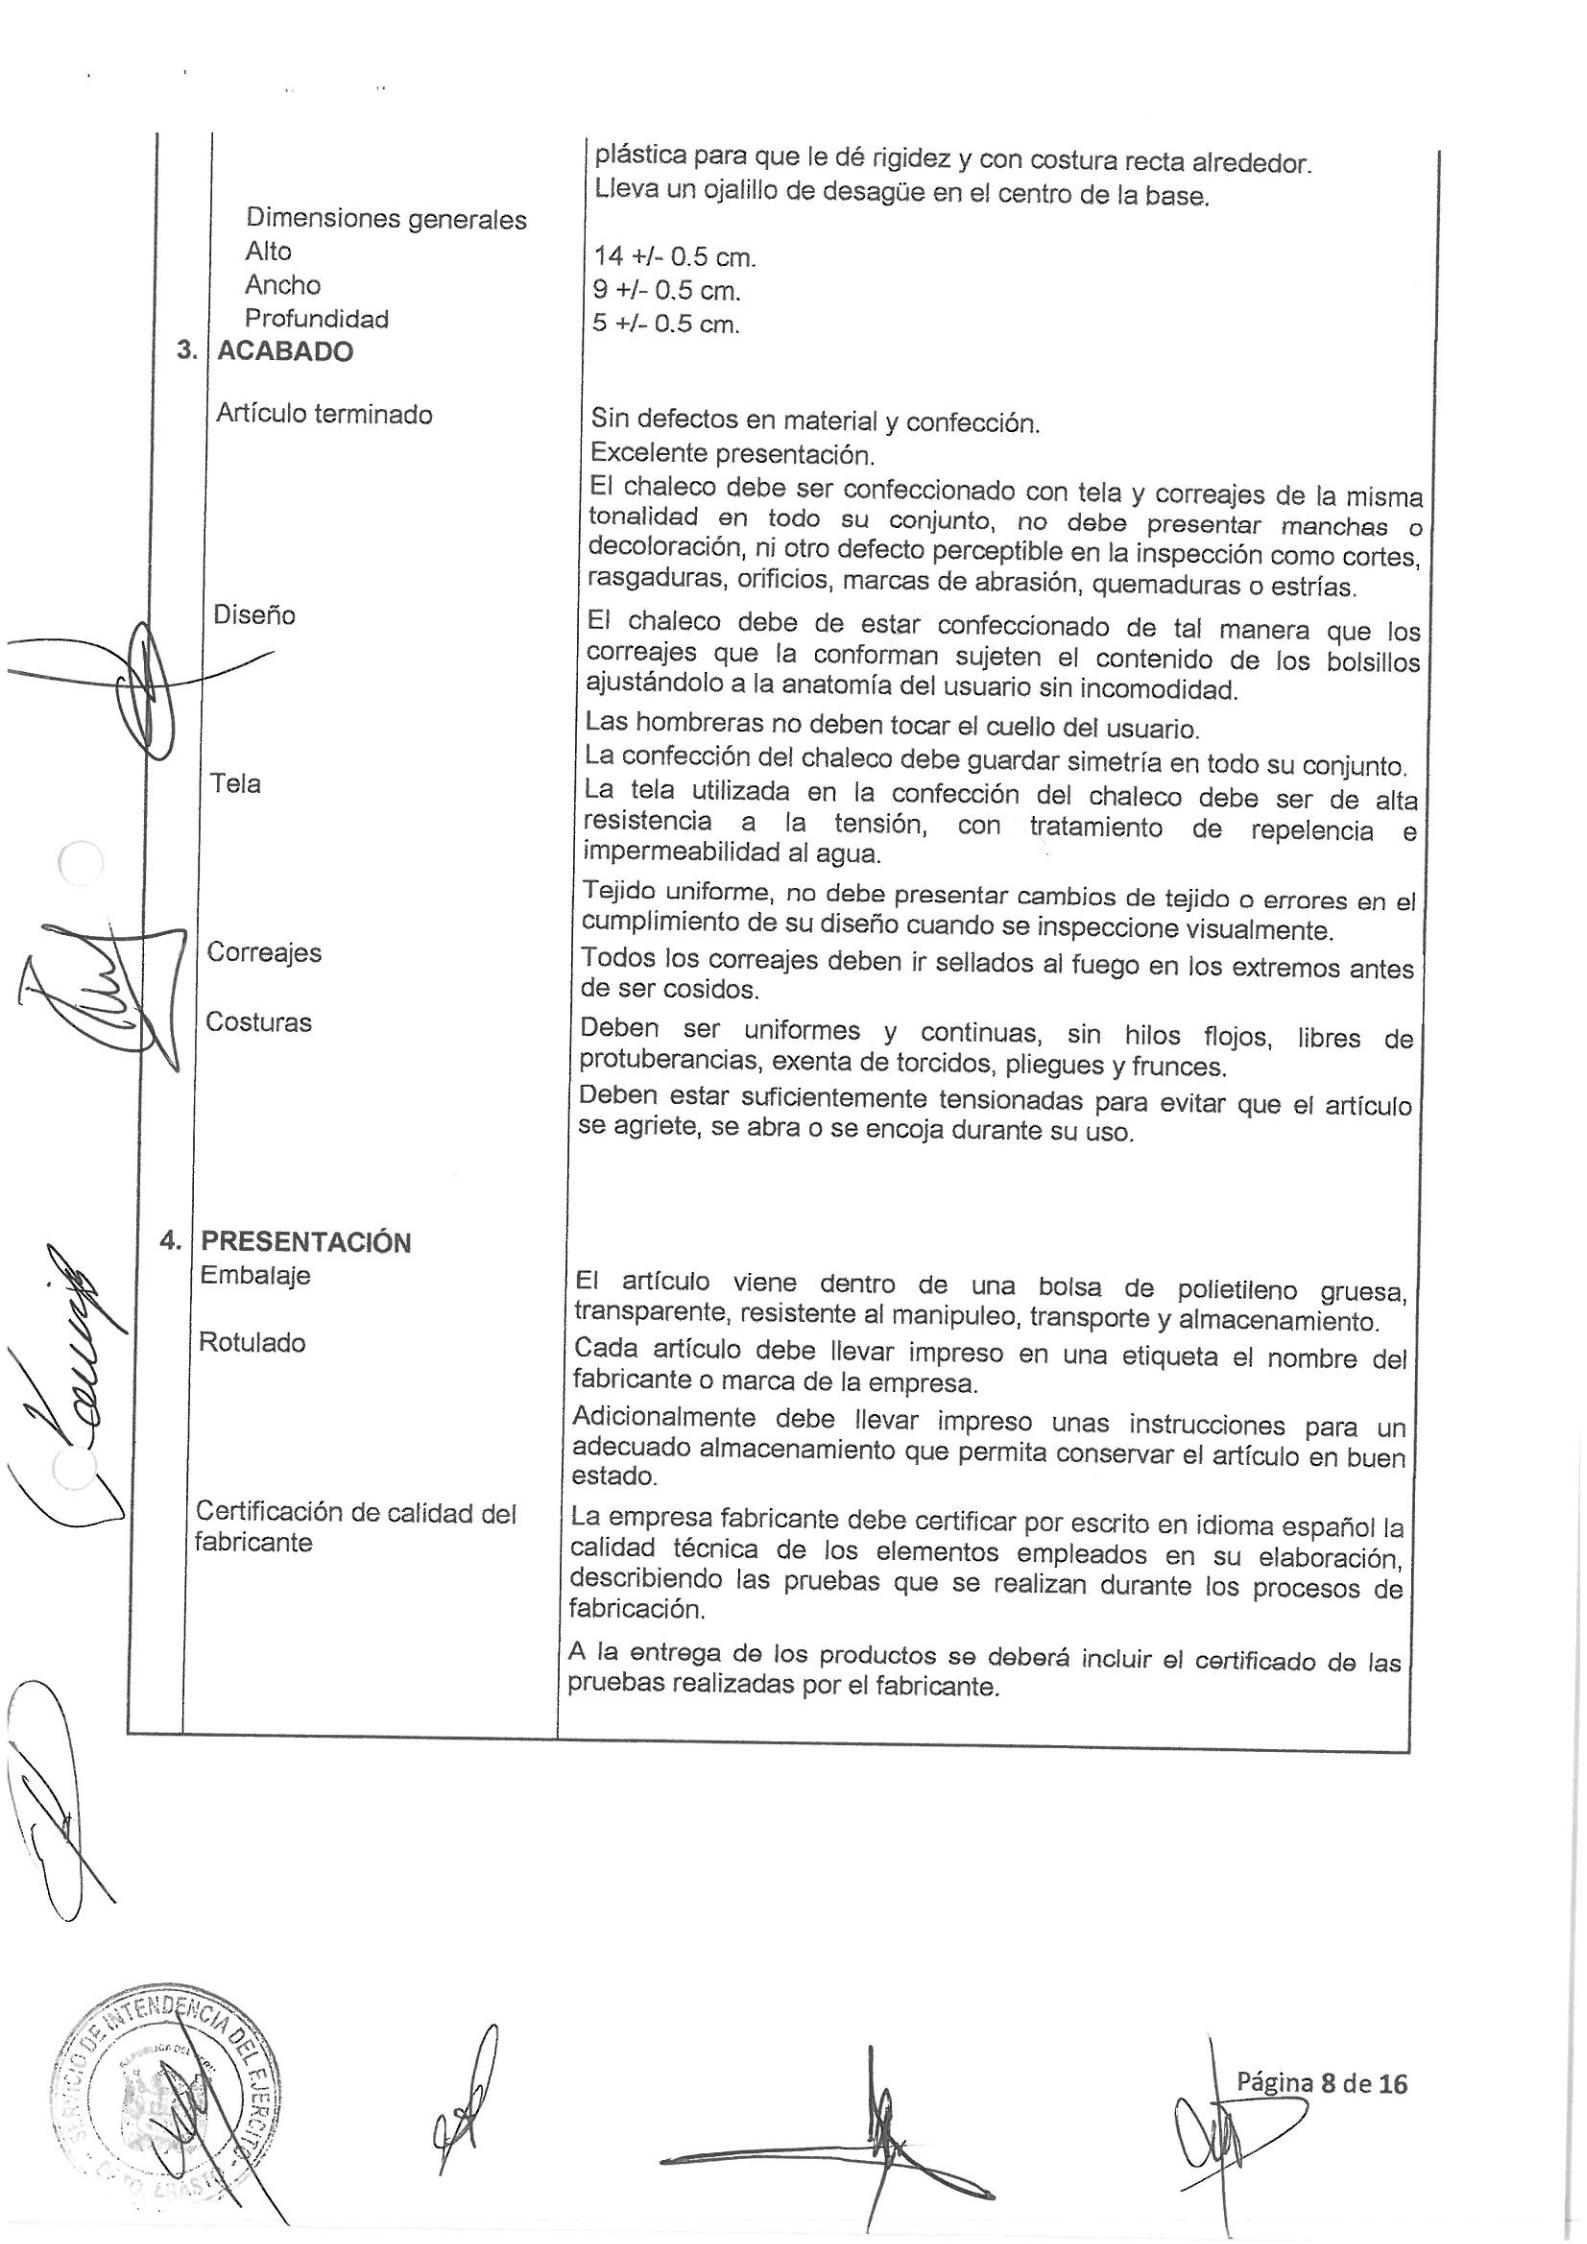 plástica para que le dé rigidez y con costura recta alrededor.
Lleva un ojalillo de desagüe en el centro de la base.
Dimensiones generales
Alto 14 +/- 0.5 cm.
Ancho 9 +/- 0.5 cm.
Profundidad 5 +/- 0.5 cm.
3. ACABADO
Artículo terminado Sin defectos en material y confección.
Excelente presentación.
El chaleco debe ser confeccionado con tela y correajes de la misma
tonalidad en todo su conjunto, no debe presentar manchas o
decoloración, ni otro defecto perceptible en la inspección como cortes,
rasgaduras, orificios, marcas de abrasión, quemaduras o estrías.
Diseño El chaleco debe de estar confeccionado de tal manera que los
correajes que la conforman sujeten el contenido de los bolsillos
ajustándolo a la anatomía del usuario sin incomodidad.
Las hombreras no deben tocar el cuello del usuario.
La confección del chaleco debe guardar simetría en todo su conjunto.
Tela La tela utilizada en la confección del chaleco debe ser de alta
resistencia a la tensión, con tratamiento de repelencia e
impermeabilidad al agua.
Tejido uniforme, no debe presentar cambios de tejido o errores en el
cumplimiento de su diseño cuando se inspeccione visualmente.
Correajes Todos los correajes deben ir sellados al fuego en los extremos antes
de ser cosidos.
Costuras Deben ser uniformes y continuas, sin hilos flojos, libres de
protuberancias, exenta de torcidos, pliegues y frunces.
Deben estar suficientemente tensionadas para evitar que el artículo
se agriete, se abra o se encoja durante su uso.
4. PRESENTACIÓN
Embalaje El artículo viene dentro de una bolsa de polietileno gruesa,
transparente, resistente al manipuleo, transporte y almacenamiento.
Rotulado Cada artículo debe llevar impreso en una etiqueta el nombre del
fabricante o marca de la empresa.
Adicionalmente debe llevar impreso unas instrucciones para un
adecuado almacenamiento que permita conservar el artículo en buen
estado.
Certificación de calidad del La empresa fabricante debe certificar por escrito en idioma español la
fabricante calidad técnica de los elementos empleados en su elaboración,
describiendo las pruebas que se realizan durante los procesos de
fabricación.
A la entrega de los productos se deberá incluir el certificado de las
pruebas realizadas por el fabricante.
SERVICIO DE INTENDENCIA DEL EJERCITO
Página 8 de 16